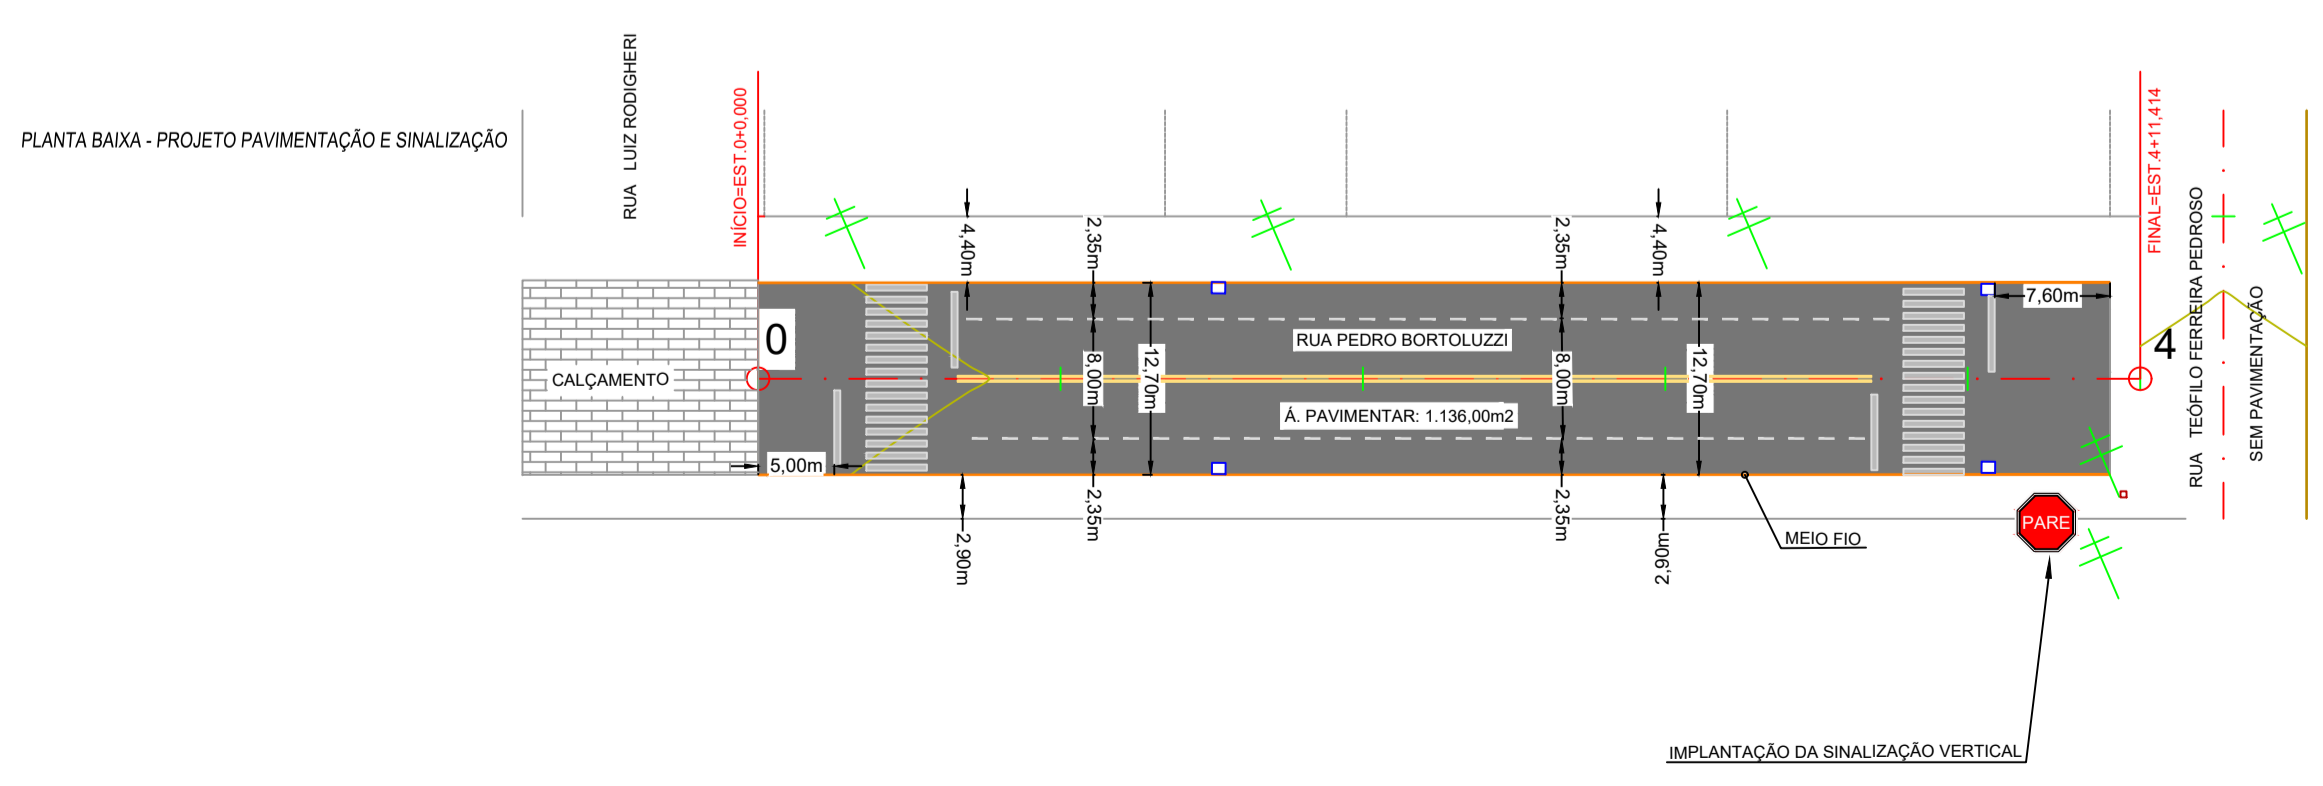 PLANTA BAIXA - PROJETO PAVIMENTAÇÃO E SINALIZAÇÃO
RUA LUIZ RODIGHERI
INÍCIO=EST.0+0,000
FINAL=EST.4+11,414
RUA TEÓFILO FERREIRA PEDROSO
SEM PAVIMENTAÇÃO
4,40m
2,35m
2,35m
4,40m
7,60m
0
RUA PEDRO BORTOLUZZI
4
CALÇAMENTO
8,00m
12,70m
8,00m
12,70m
Á. PAVIMENTAR: 1.136,00m2
5,00m
2,90m
2,35m
2,35m
2,90m
MEIO FIO
PARE
IMPLANTAÇÃO DA SINALIZAÇÃO VERTICAL